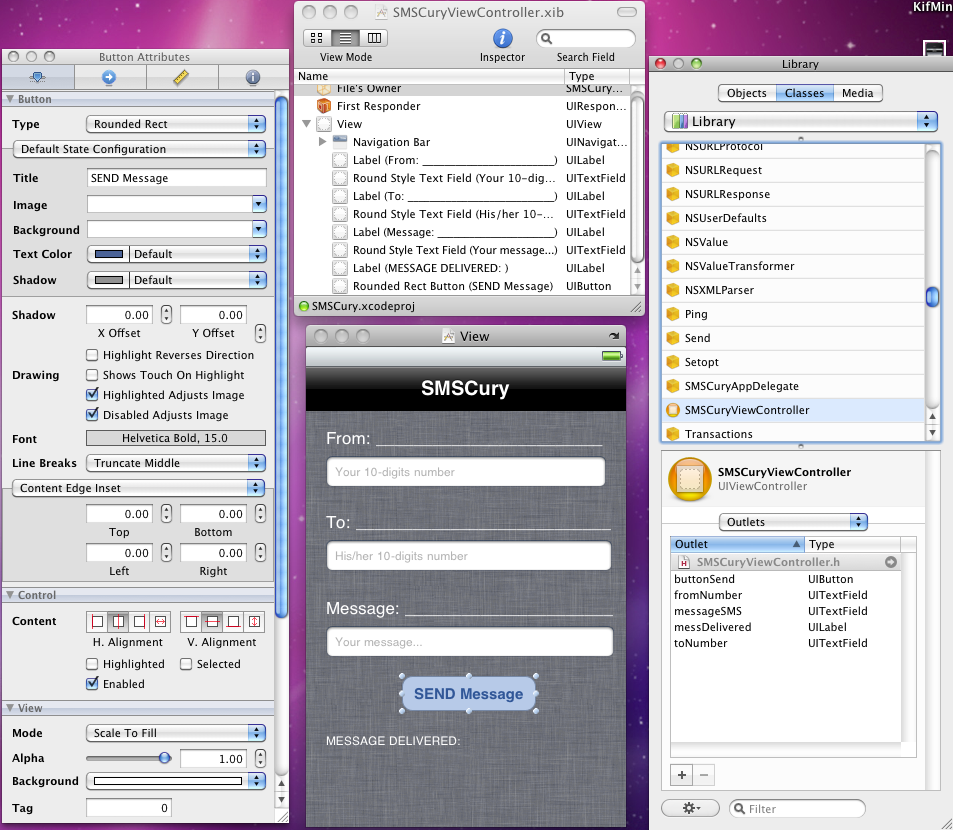 KifMin
Button Attributes
Button
Type Rounded Rect
Default State Configuration
Title SEND Message
Image
Background
Text Color Default
Shadow Default
Shadow 0.00 0.00
X Offset Y Offset
Highlight Reverses Direction
Drawing Shows Touch On Highlight
Highlighted Adjusts Image
Disabled Adjusts Image
Font Helvetica Bold, 15.0
Line Breaks Truncate Middle
Content Edge Inset
0.00 0.00
Top Bottom
0.00 0.00
Left Right
Control
Content
H. Alignment V. Alignment
Highlighted Selected
Enabled
View
Mode Scale To Fill
Alpha 1.00
Background
Tag 0
SMSCuryViewController.xib
View Mode Inspector Search Field
Name Type
File's Owner SMSCury...
First Responder UIRespon...
View UIView
Navigation Bar UINavigat...
Label (From: ________________________) UILabel
Round Style Text Field (Your 10-dig... UITextField
Label (To: ___________________________) UILabel
Round Style Text Field (His/her 10-... UITextField
Label (Message: ______________________) UILabel
Round Style Text Field (Your message...) UITextField
Label (MESSAGE DELIVERED: ) UILabel
Rounded Rect Button (SEND Message) UIButton
SMSCury.xcodeproj
View
SMSCury
From: ________________________
Your 10-digits number
To: ___________________________
His/her 10-digits number
Message: ______________________
Your message...
SEND Message
MESSAGE DELIVERED:
Library
Objects Classes Media
Library
NSURLProtocol
NSURLRequest
NSURLResponse
NSUserDefaults
NSValue
NSValueTransformer
NSXMLParser
Ping
Send
Setopt
SMSCuryAppDelegate
SMSCuryViewController
Transactions
SMSCuryViewController
UIViewController
Outlets
Outlet Type
SMSCuryViewController.h
buttonSend UIButton
fromNumber UITextField
messageSMS UITextField
messDelivered UILabel
toNumber UITextField
Filter